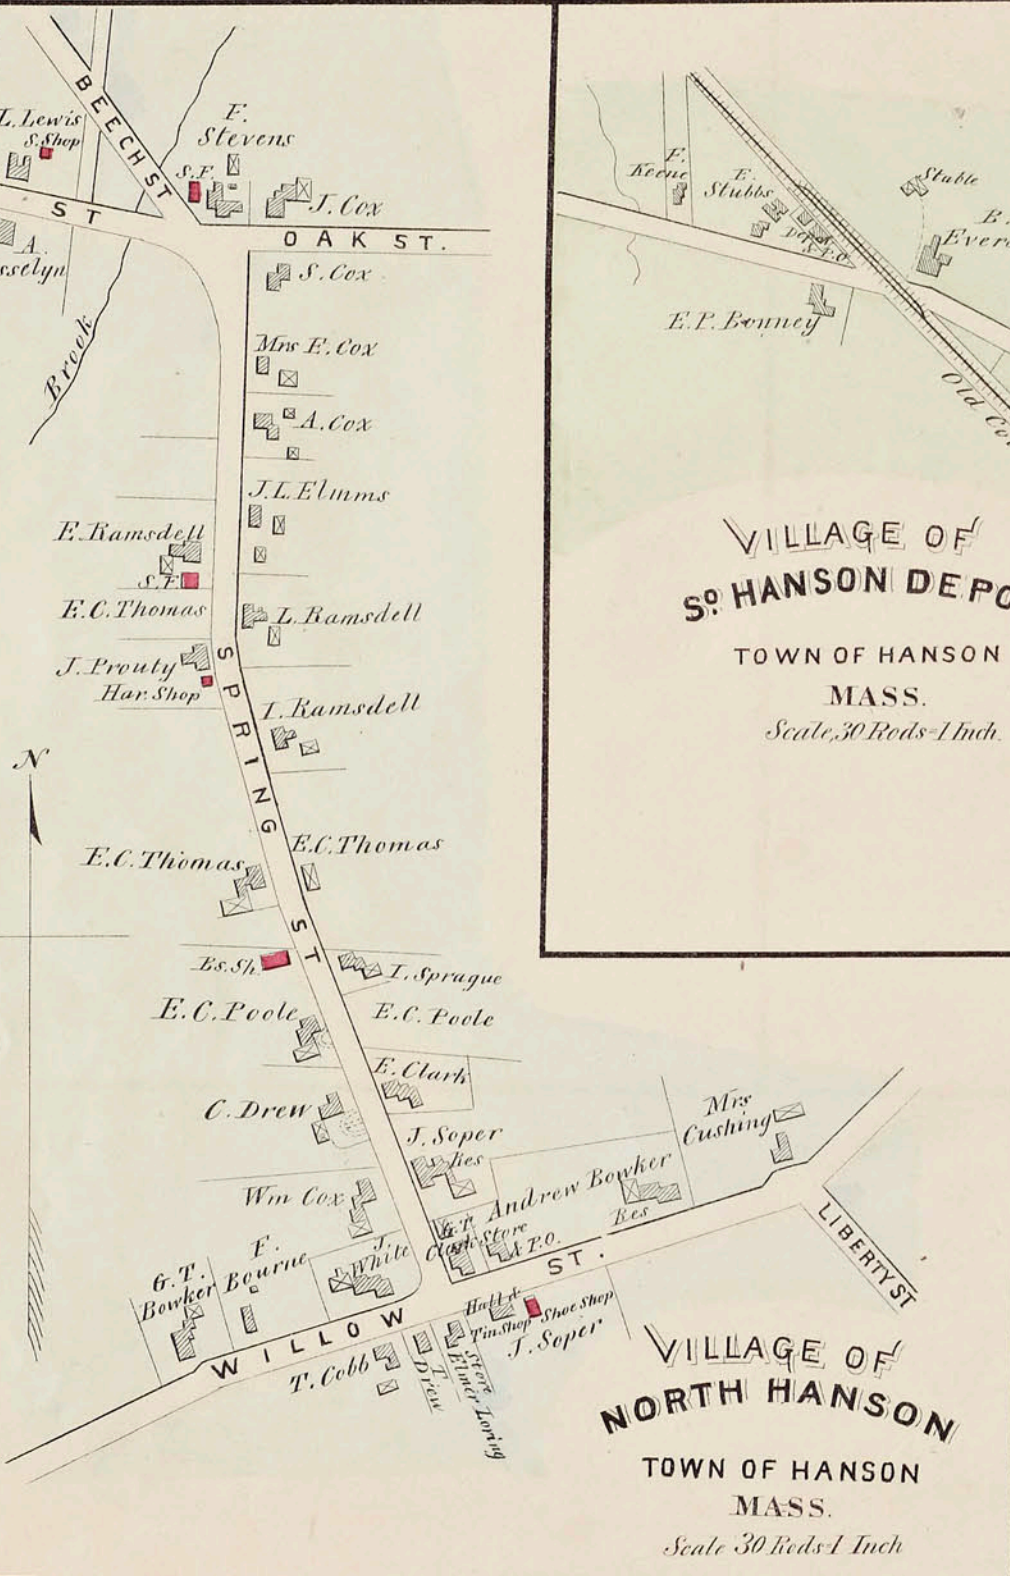 BEECH ST
L. Lewis
S. Shop
F.
Stevens
S.F.
J. Cox
ST
OAK ST.
A.
sselyn
S. Cox
Brook
Mrs E. Cox
A. Cox
J.L. Elmms
E. Ramsdell
S.F.
E.C. Thomas
L. Ramsdell
J. Prouty
Har. Shop
SPRING ST
I. Ramsdell
N
E.C. Thomas
E.C. Thomas
Bs. Sh.
I. Sprague
E.C. Poole
E.C. Poole
E. Clark
C. Drew
J. Soper
Res
Mrs
Cushing
Wm Cox
Andrew Bowker
Res
G.T.
Clark Store
& P.O.
J.
White
F.
Bourne
G.T.
Bowker
LIBERTY ST
WILLOW ST.
Hall &
Tin Shop Shoe Shop
J. Soper
T. Cobb
T.
Drew
Store
Elmer Loring
VILLAGE OF
NORTH HANSON
TOWN OF HANSON
MASS.
Scale 30 Rods=1 Inch
F.
Keene
E.
Stubbs
Stable
B.
Ever
& P.O
E.P. Bonney
Old Co
VILLAGE OF
So. HANSON DEPO
TOWN OF HANSON
MASS.
Scale, 30 Rods=1 Inch.